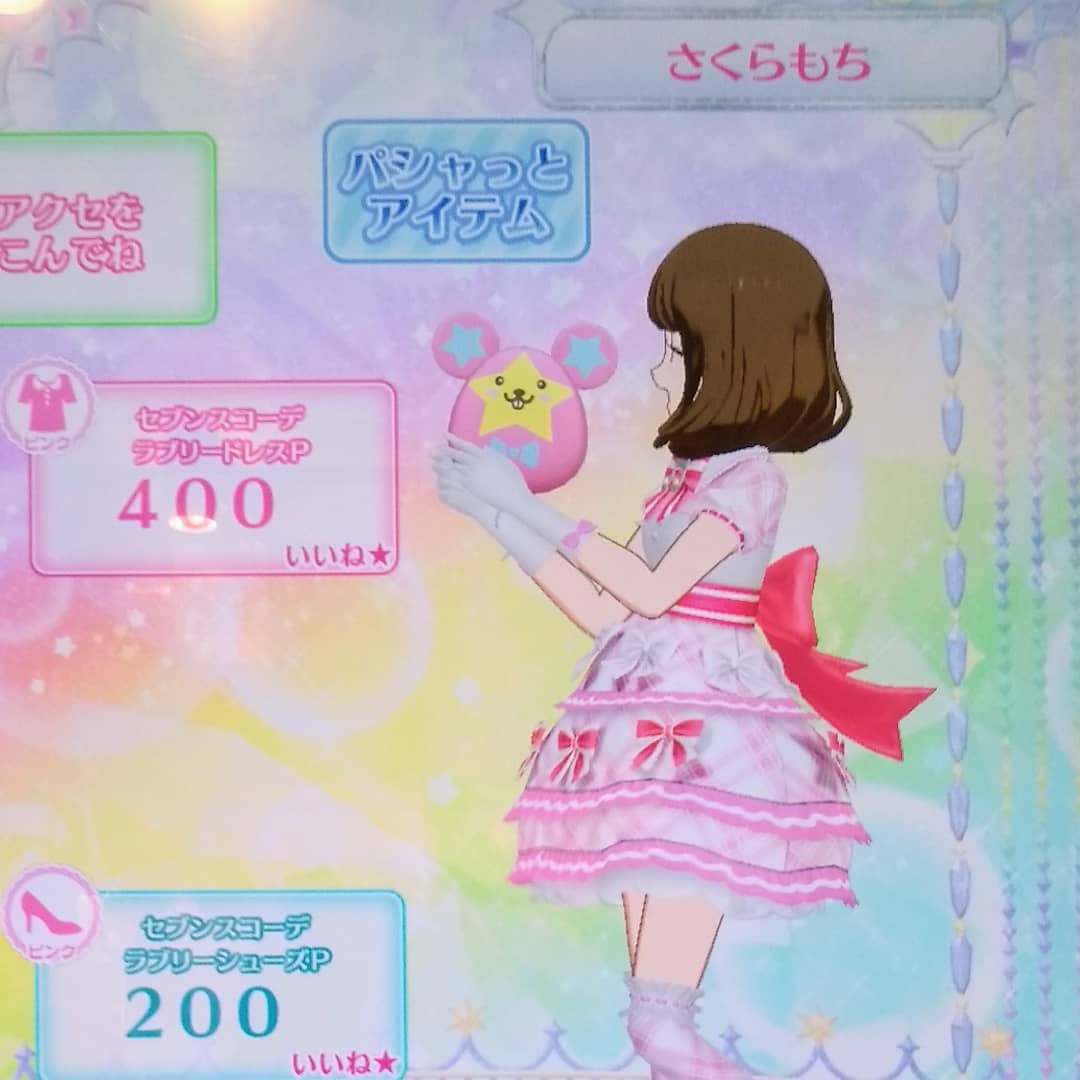 さくらもち
パシャっと
アイテム
アクセを
こんでね
ピンク
セブンスコーデ
ラブリードレスP
400
いいね★
ピンク
セブンスコーデ
ラブリーシューズP
200
いいね★